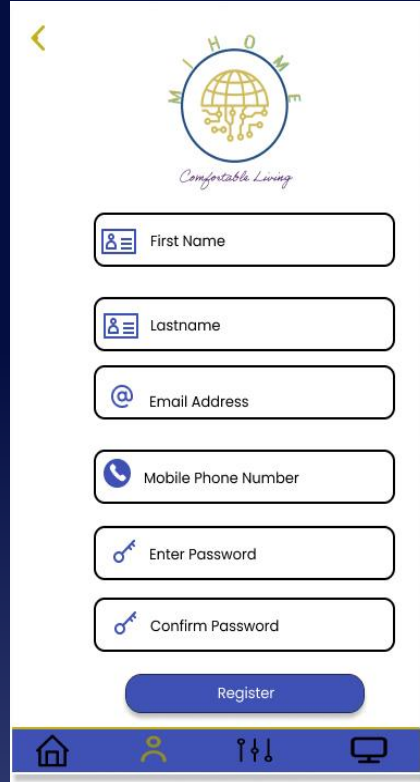 MIHOME
Comfortable Living
First Name
Lastname
@ Email Address
Mobile Phone Number
Enter Password
Confirm Password
Register